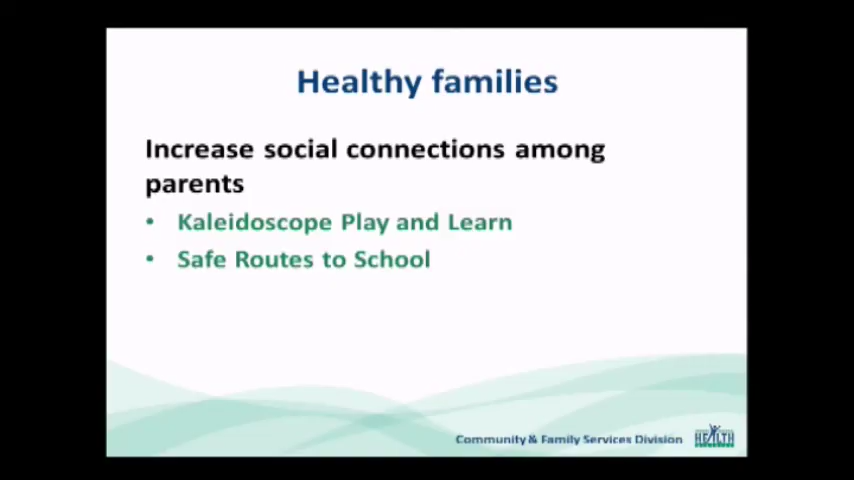 Healthy families
Increase social connections among
parents
• Kaleidoscope Play and Learn
• Safe Routes to School
Community & Family Services Division
HEALTH